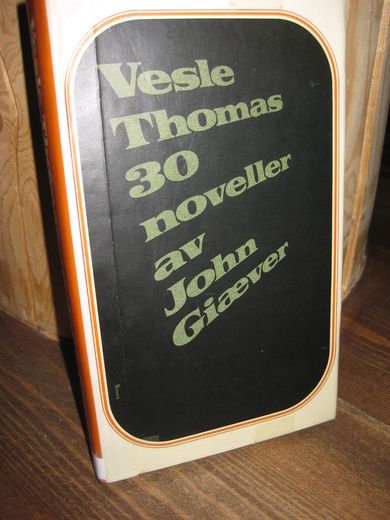 Vesle
Thomas
30
noveller
av
John
Giæver